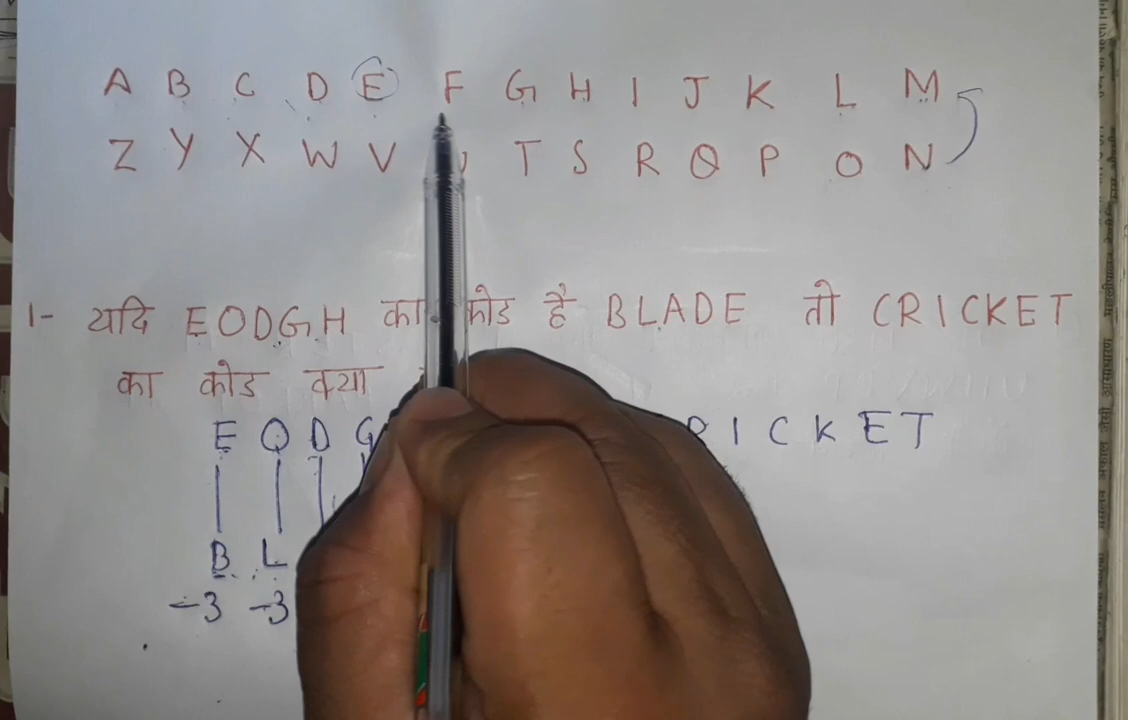 A B C D E F G H I J K L M
Z Y X W V U T S R Q P O N
1- यदि EODGH का कोड है BLADE तो CRICKET
का कोड क्या
E O D G R I C K E T
B L
-3 -3